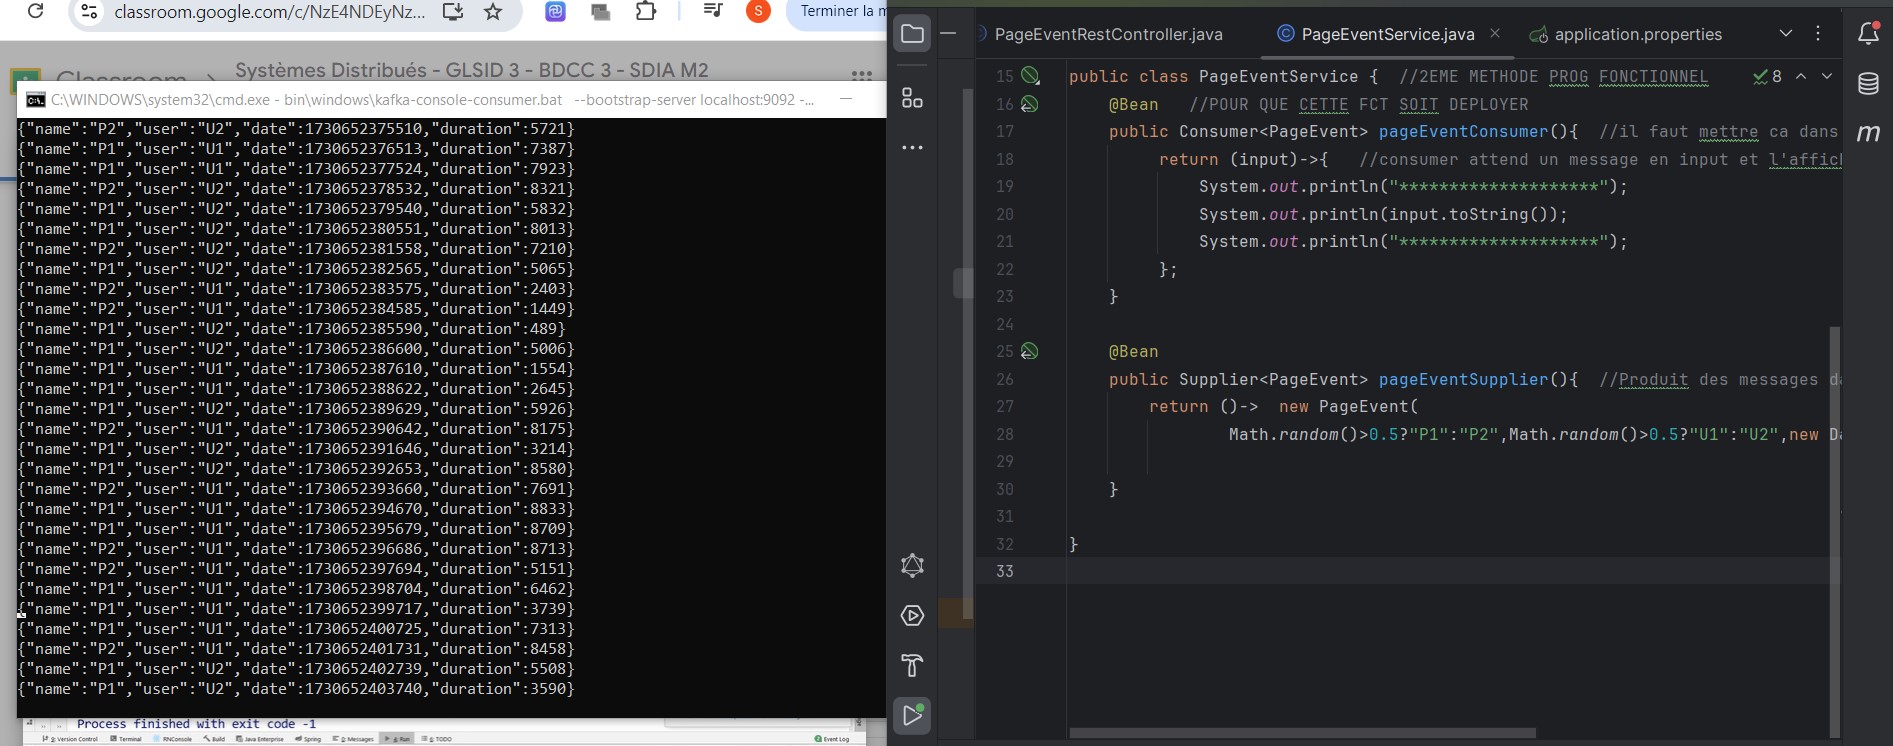 classroom.google.com/c/NzE4NDEyNz...
S
Terminer la m
Classroom
Systèmes Distribués - GLSID 3 - BDCC 3 - SDIA M2
C:\WINDOWS\system32\cmd.exe - bin\windows\kafka-console-consumer.bat --bootstrap-server localhost:9092 -...
{"name":"P2","user":"U2","date":1730652375510,"duration":5721}
{"name":"P1","user":"U1","date":1730652376513,"duration":7387}
{"name":"P1","user":"U1","date":1730652377524,"duration":7923}
{"name":"P2","user":"U2","date":1730652378532,"duration":8321}
{"name":"P1","user":"U2","date":1730652379540,"duration":5832}
{"name":"P1","user":"U2","date":1730652380551,"duration":8013}
{"name":"P2","user":"U2","date":1730652381558,"duration":7210}
{"name":"P1","user":"U2","date":1730652382565,"duration":5065}
{"name":"P2","user":"U1","date":1730652383575,"duration":2403}
{"name":"P2","user":"U1","date":1730652384585,"duration":1449}
{"name":"P1","user":"U2","date":1730652385590,"duration":489}
{"name":"P1","user":"U2","date":1730652386600,"duration":5006}
{"name":"P1","user":"U1","date":1730652387610,"duration":1554}
{"name":"P1","user":"U1","date":1730652388622,"duration":2645}
{"name":"P1","user":"U2","date":1730652389629,"duration":5926}
{"name":"P2","user":"U1","date":1730652390642,"duration":8175}
{"name":"P1","user":"U2","date":1730652391646,"duration":3214}
{"name":"P1","user":"U2","date":1730652392653,"duration":8580}
{"name":"P2","user":"U1","date":1730652393660,"duration":7691}
{"name":"P1","user":"U1","date":1730652394670,"duration":8833}
{"name":"P1","user":"U1","date":1730652395679,"duration":8709}
{"name":"P2","user":"U1","date":1730652396686,"duration":8713}
{"name":"P2","user":"U1","date":1730652397694,"duration":5151}
{"name":"P1","user":"U1","date":1730652398704,"duration":6462}
{"name":"P1","user":"U1","date":1730652399717,"duration":3739}
{"name":"P1","user":"U1","date":1730652400725,"duration":7313}
{"name":"P2","user":"U1","date":1730652401731,"duration":8458}
{"name":"P1","user":"U2","date":1730652402739,"duration":5508}
{"name":"P1","user":"U2","date":1730652403740,"duration":3590}
Process finished with exit code -1
9: Version Control Terminal RNConsole Build Java Enterprise Spring 0: Messages 4: Run 6: TODO Event Log
PageEventRestController.java PageEventService.java application.properties
m
8
15 public class PageEventService { //2EME METHODE PROG FONCTIONNEL
16 @Bean //POUR QUE CETTE FCT SOIT DEPLOYER
17 public Consumer<PageEvent> pageEventConsumer(){ //il faut mettre ca dans
18 return (input)->{ //consumer attend un message en input et l'affich
19 System.out.println("********************");
20 System.out.println(input.toString());
21 System.out.println("********************");
22 };
23 }
24
25 @Bean
26 public Supplier<PageEvent> pageEventSupplier(){ //Produit des messages da
27 return ()-> new PageEvent(
28 Math.random()>0.5?"P1":"P2",Math.random()>0.5?"U1":"U2",new Da
29
30 }
31
32 }
33